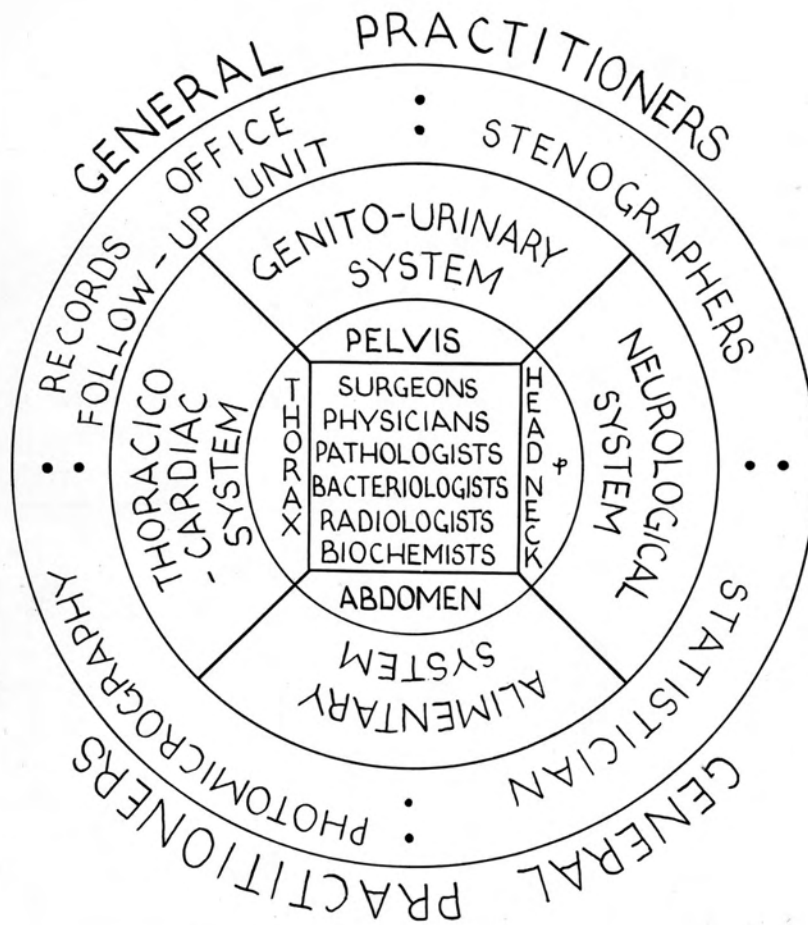 GENERAL PRACTITIONERS
RECORDS OFFICE
FOLLOW-UP UNIT
:
STENOGRAPHERS
:
STATISTICIAN
:
PHOTOMICROGRAPHY
:
GENITO-URINARY
SYSTEM
NEUROLOGICAL
SYSTEM
ALIMENTARY
SYSTEM
THORACICO
-CARDIAC
SYSTEM
PELVIS
THORAX
HEAD & NECK
SURGEONS
PHYSICIANS
PATHOLOGISTS
BACTERIOLOGISTS
RADIOLOGISTS
BIOCHEMISTS
ABDOMEN
GENERAL PRACTITIONERS